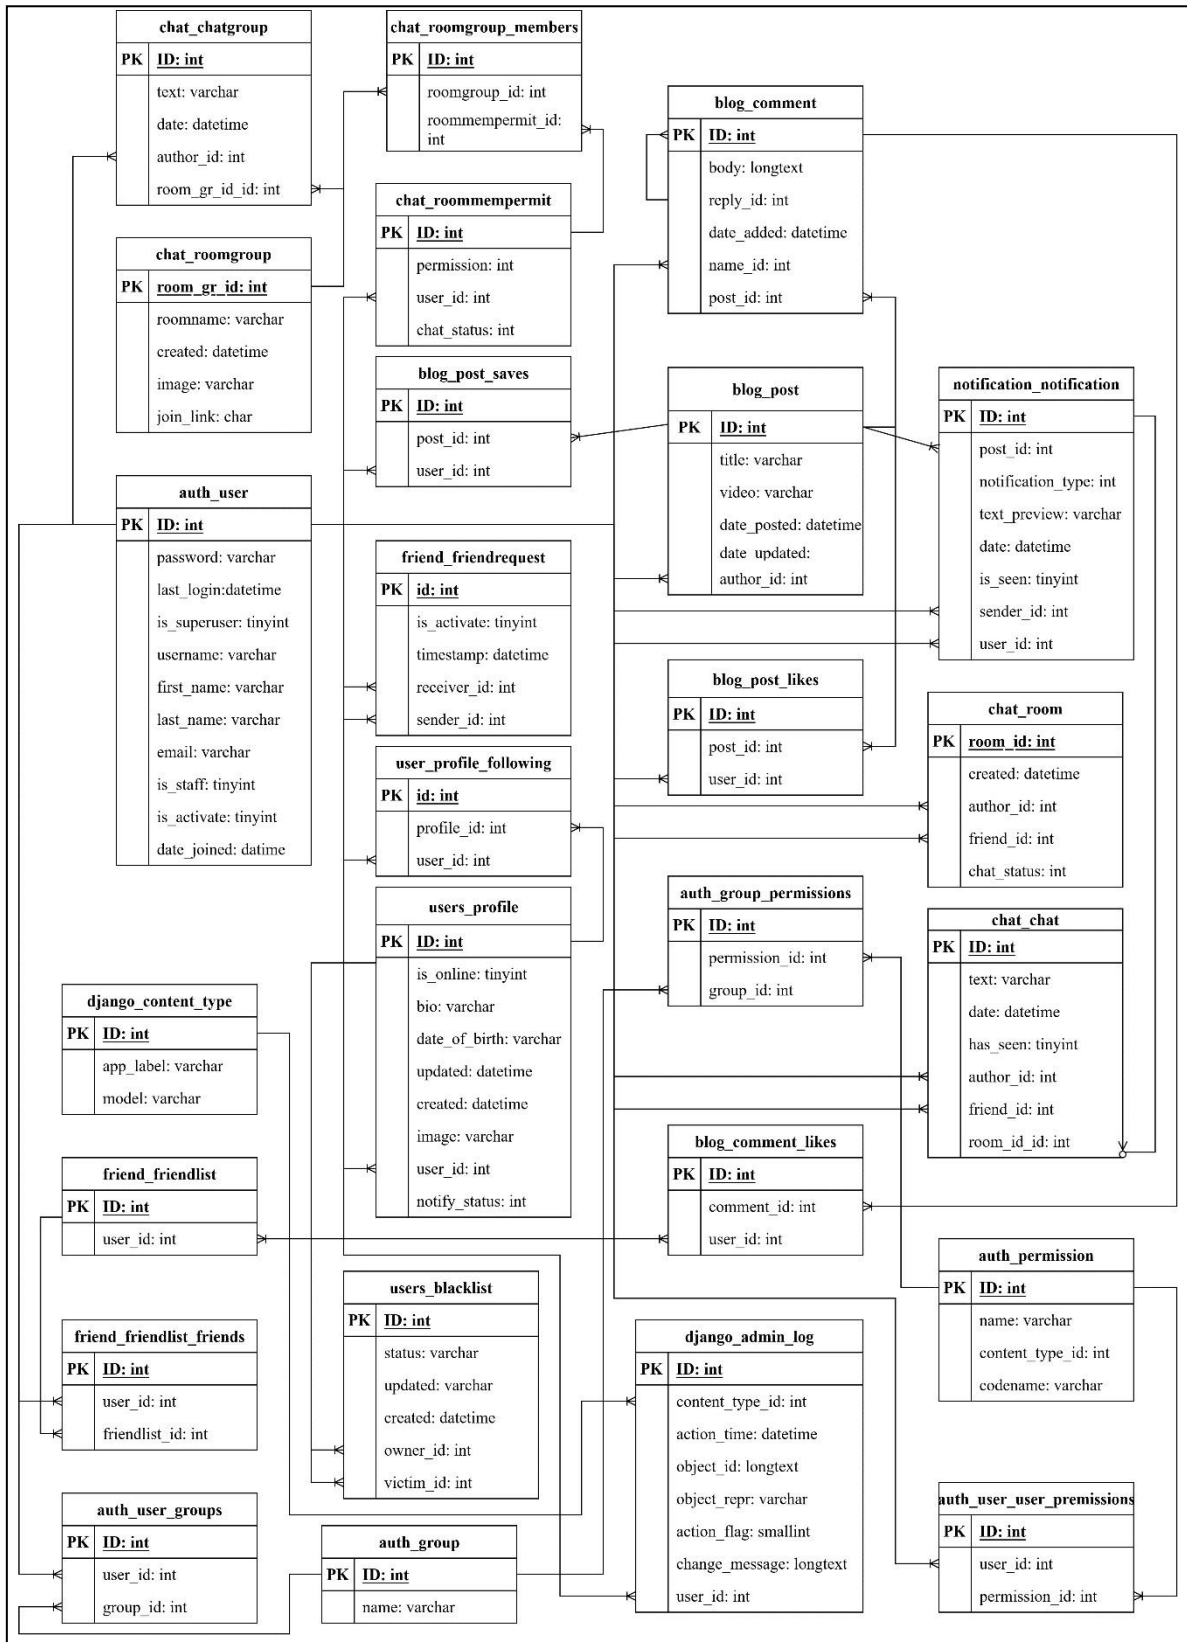 chat_chatgroup
PK ID: int
text: varchar
date: datetime
author_id: int
room_gr_id_id: int
chat_roomgroup_members
PK ID: int
roomgroup_id: int
roommempermit_id:
int
blog_comment
PK ID: int
body: longtext
reply_id: int
date_added: datetime
name_id: int
post_id: int
chat_roommempermit
PK ID: int
permission: int
user_id: int
chat_status: int
chat_roomgroup
PK room_gr_id: int
roomname: varchar
created: datetime
image: varchar
join_link: char
blog_post_saves
PK ID: int
post_id: int
user_id: int
blog_post
PK ID: int
title: varchar
video: varchar
date_posted: datetime
date_updated:
author_id: int
notification_notification
PK ID: int
post_id: int
notification_type: int
text_preview: varchar
date: datetime
is_seen: tinyint
sender_id: int
user_id: int
auth_user
PK ID: int
password: varchar
last_login:datetime
is_superuser: tinyint
username: varchar
first_name: varchar
last_name: varchar
email: varchar
is_staff: tinyint
is_activate: tinyint
date_joined: datime
friend_friendrequest
PK id: int
is_activate: tinyint
timestamp: datetime
receiver_id: int
sender_id: int
blog_post_likes
PK ID: int
post_id: int
user_id: int
chat_room
PK room_id: int
created: datetime
author_id: int
friend_id: int
chat_status: int
user_profile_following
PK id: int
profile_id: int
user_id: int
users_profile
PK ID: int
is_online: tinyint
bio: varchar
date_of_birth: varchar
updated: datetime
created: datetime
image: varchar
user_id: int
notify_status: int
auth_group_permissions
PK ID: int
permission_id: int
group_id: int
chat_chat
PK ID: int
text: varchar
date: datetime
has_seen: tinyint
author_id: int
friend_id: int
room_id_id: int
django_content_type
PK ID: int
app_label: varchar
model: varchar
blog_comment_likes
PK ID: int
comment_id: int
user_id: int
friend_friendlist
PK ID: int
user_id: int
auth_permission
PK ID: int
name: varchar
content_type_id: int
codename: varchar
users_blacklist
PK ID: int
status: varchar
updated: varchar
created: datetime
owner_id: int
victim_id: int
friend_friendlist_friends
PK ID: int
user_id: int
friendlist_id: int
django_admin_log
PK ID: int
content_type_id: int
action_time: datetime
object_id: longtext
object_repr: varchar
action_flag: smallint
change_message: longtext
user_id: int
auth_user_groups
PK ID: int
user_id: int
group_id: int
auth_group
PK ID: int
name: varchar
auth_user_user_premissions
PK ID: int
user_id: int
permission_id: int